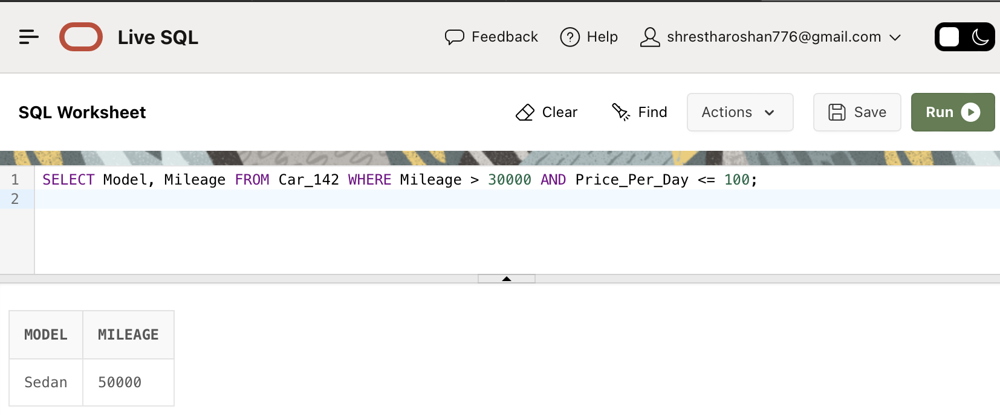 Live SQL Feedback Help shrestharoshan776@gmail.com
SQL Worksheet Clear Find Actions Save Run
1 SELECT Model, Mileage FROM Car_142 WHERE Mileage > 30000 AND Price_Per_Day <= 100;
2
MODEL MILEAGE
Sedan 50000